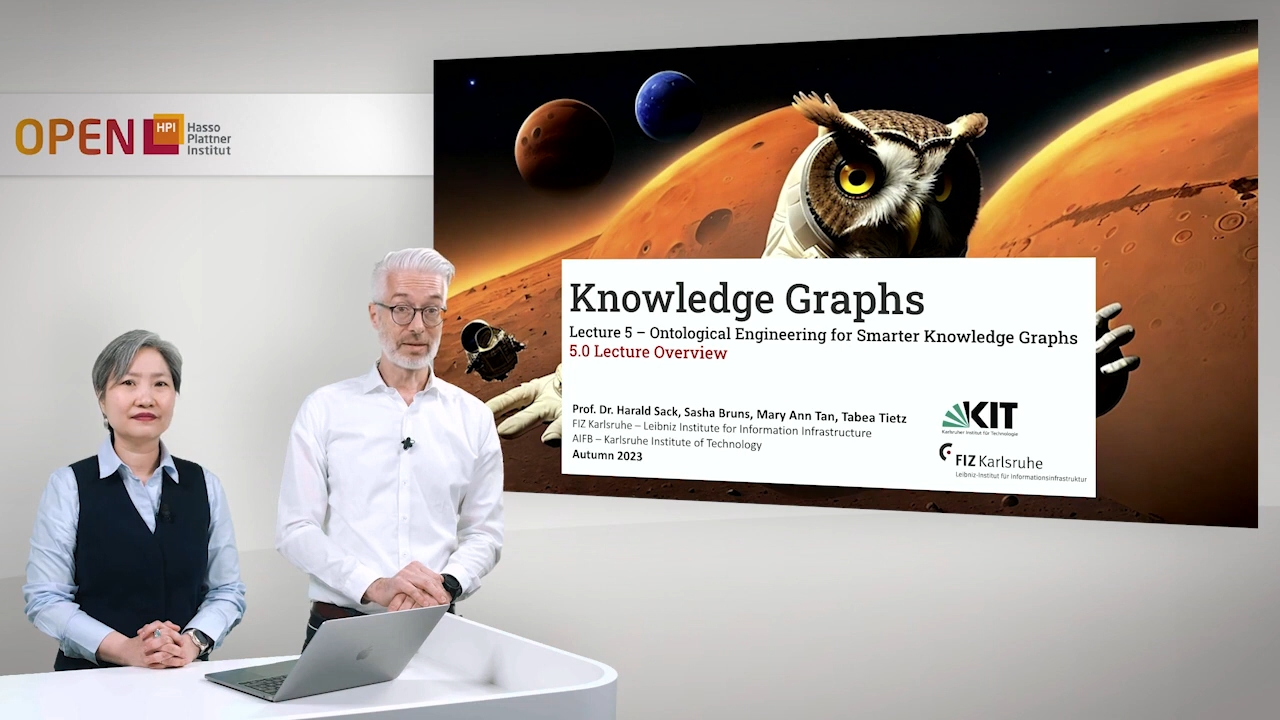 OPEN HPI Hasso
Plattner
Institut
Knowledge Graphs
Lecture 5 – Ontological Engineering for Smarter Knowledge Graphs
5.0 Lecture Overview
Prof. Dr. Harald Sack, Sasha Bruns, Mary Ann Tan, Tabea Tietz
FIZ Karlsruhe – Leibniz Institute for Information Infrastructure
AIFB – Karlsruhe Institute of Technology
Autumn 2023
KIT
Karlsruher Institut für Technologie
FIZ Karlsruhe
Leibniz-Institut für Informationsinfrastruktur